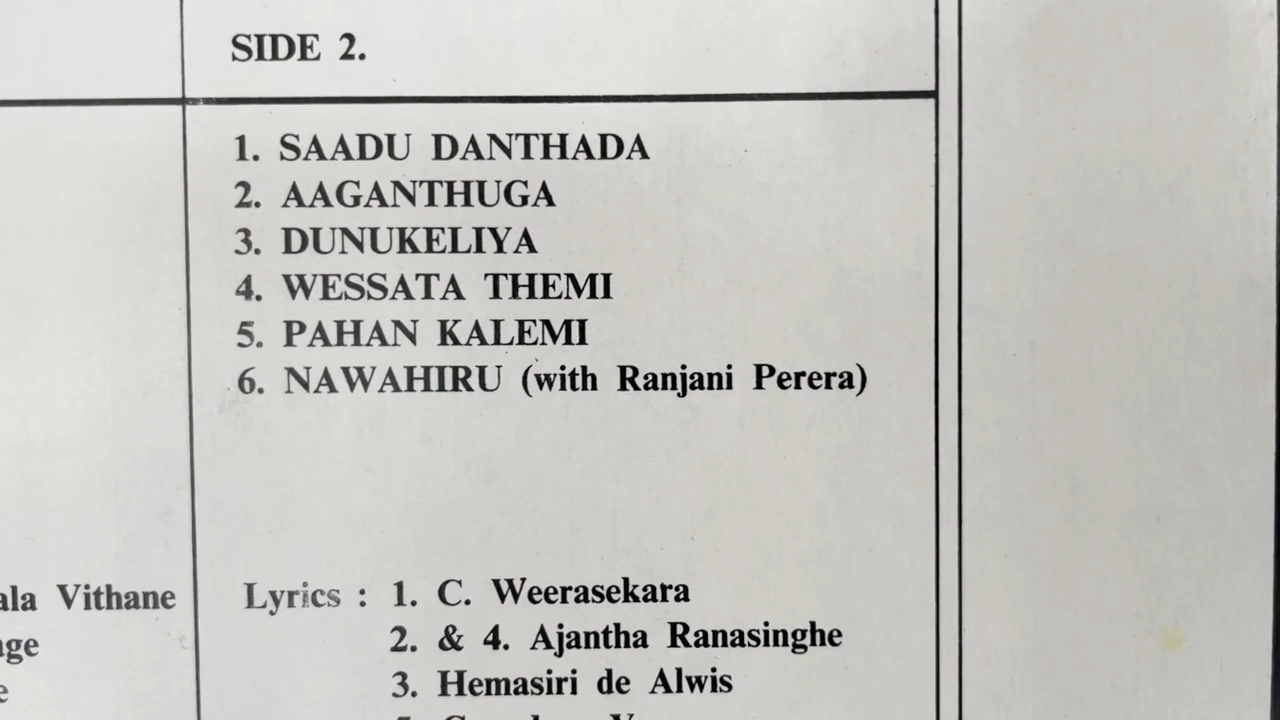 SIDE 2.
1. SAADU DANTHADA
2. AAGANTHUGA
3. DUNUKELIYA
4. WESSATA THEMI
5. PAHAN KALEMI
6. NAWAHIRU (with Ranjani Perera)
Vithane
Lyrics : 1. C. Weerasekara
2. & 4. Ajantha Ranasinghe
3. Hemasiri de Alwis